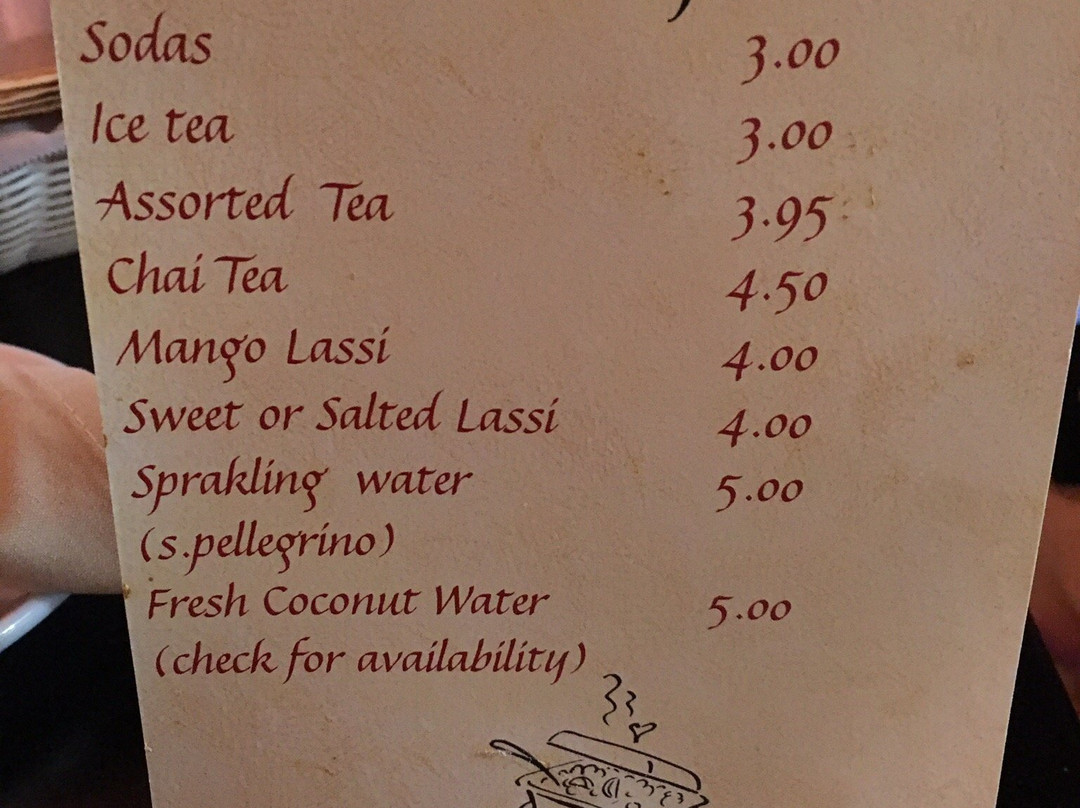 Sodas 3.00
Ice tea 3.00
Assorted Tea 3.95
Chai Tea 4.50
Mango Lassi 4.00
Sweet or Salted Lassi 4.00
Sprakling water 5.00
(s.pellegrino)
Fresh Coconut Water 5.00
(check for availability)